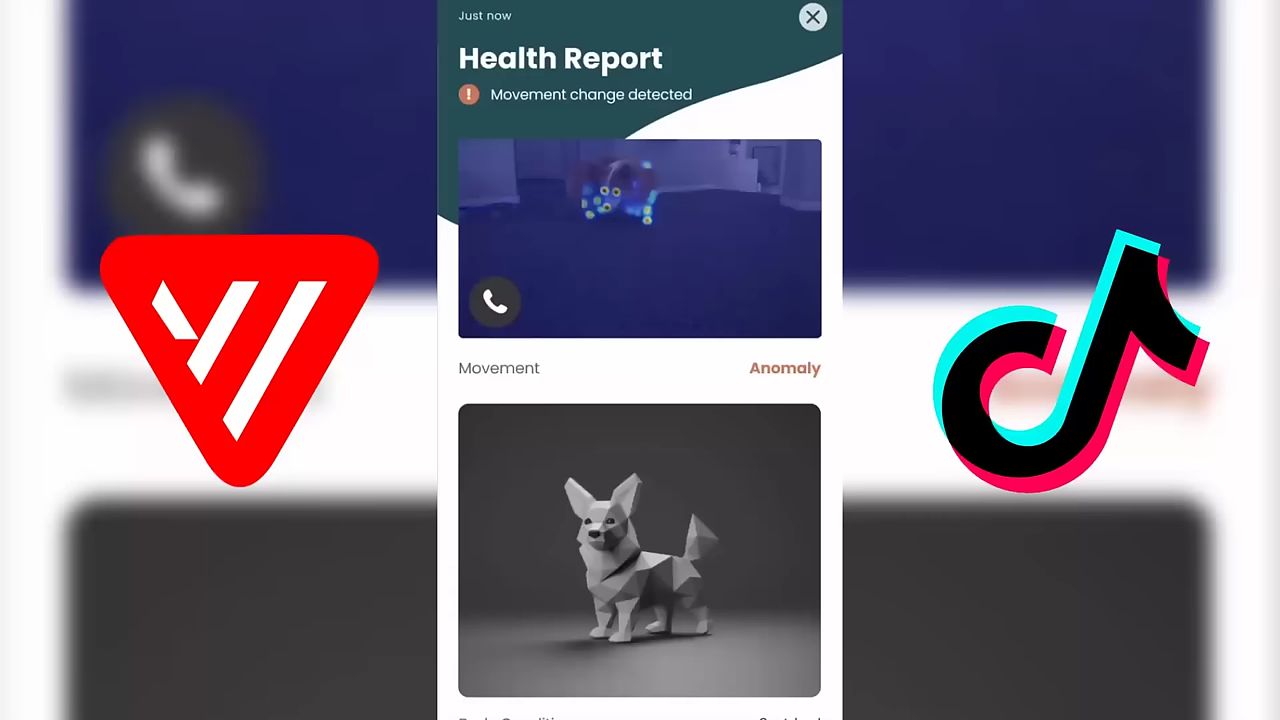 Just now
Health Report
Movement change detected
Movement
Anomaly